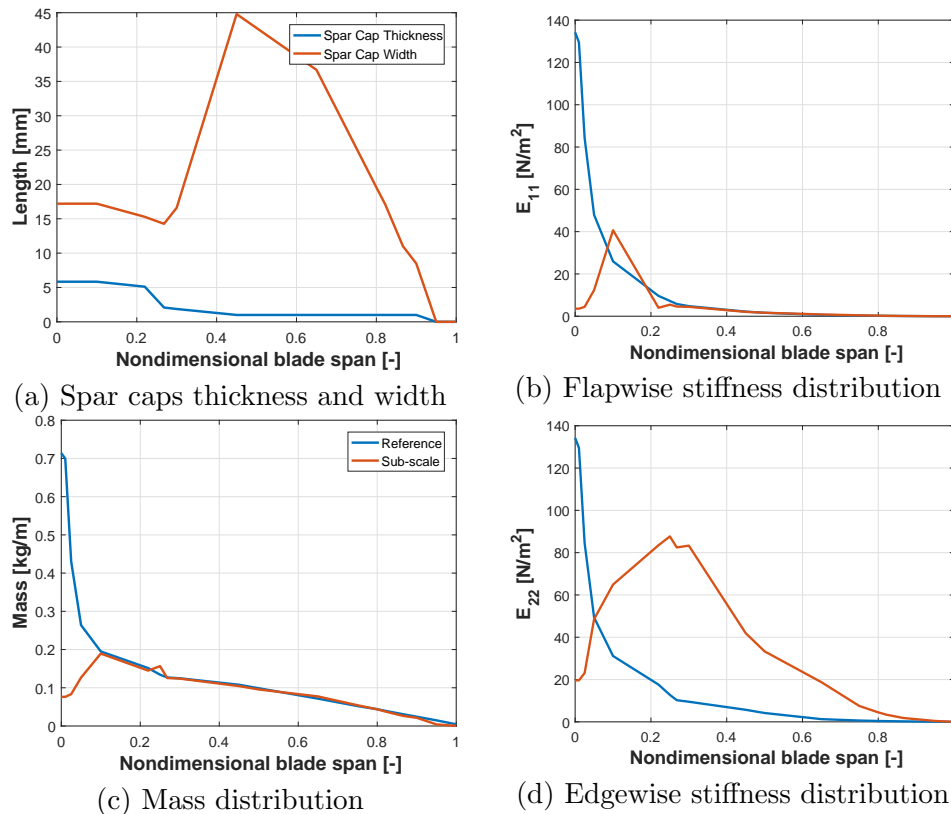 45
40
35
30
25
20
15
10
5
0
Length [mm]
Spar Cap Thickness
Spar Cap Width
0 0.2 0.4 0.6 0.8 1
Nondimensional blade span [-]
(a) Spar caps thickness and width
140
120
100
80
60
40
20
0
E11 [N/m2]
0 0.2 0.4 0.6 0.8
Nondimensional blade span [-]
(b) Flapwise stiffness distribution
0.8
0.7
0.6
0.5
0.4
0.3
0.2
0.1
0
Mass [kg/m]
Reference
Sub-scale
0 0.2 0.4 0.6 0.8 1
Nondimensional blade span [-]
(c) Mass distribution
140
120
100
80
60
40
20
0
E22 [N/m2]
0 0.2 0.4 0.6 0.8
Nondimensional blade span [-]
(d) Edgewise stiffness distribution